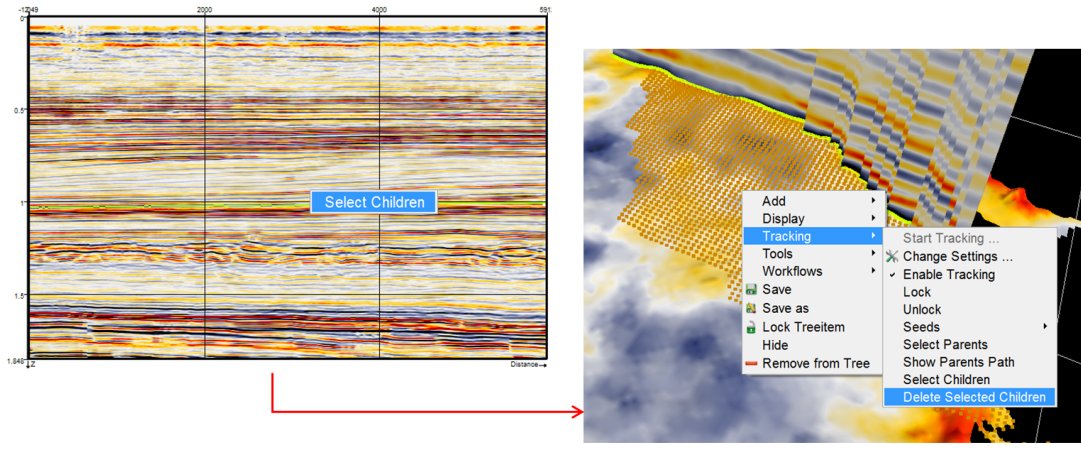 2000
4000
0
0.5
Select Children
1
1.5
1.848
Z
Distance
Add
Display
Tracking
Tools
Workflows
Save
Save as
Lock Treeitem
Hide
Remove from Tree
Start Tracking ...
Change Settings ...
Enable Tracking
Lock
Unlock
Seeds
Select Parents
Show Parents Path
Select Children
Delete Selected Children